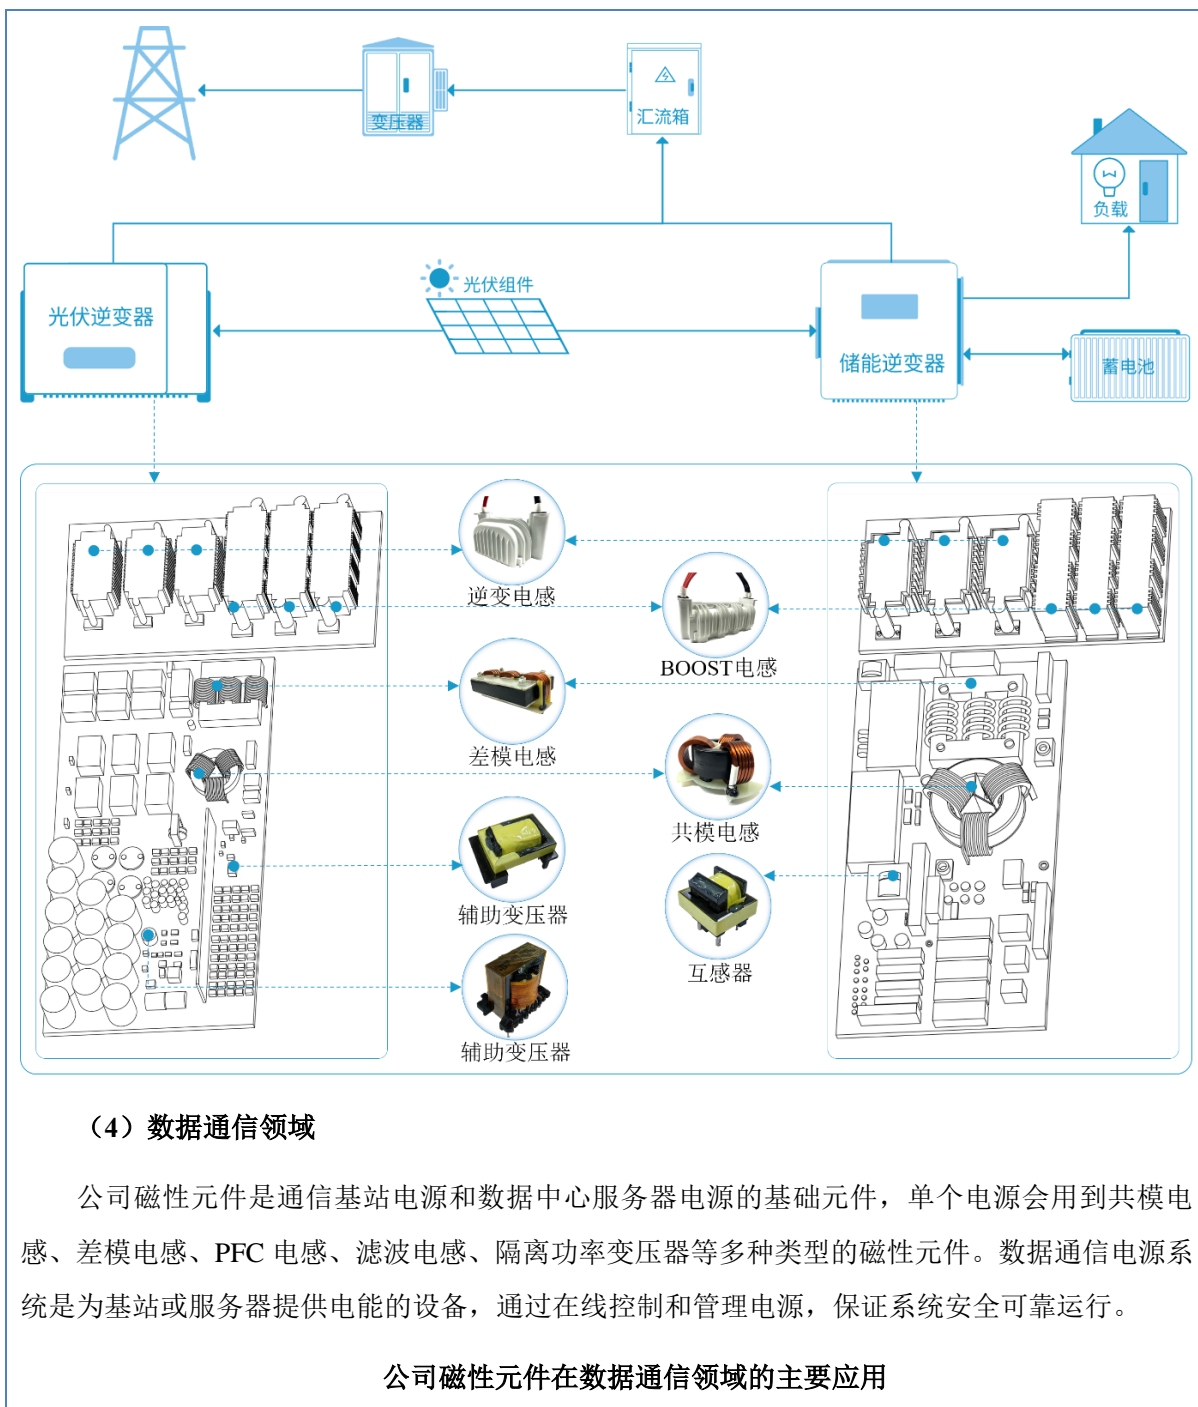 变压器
汇流箱
负载
光伏组件
光伏逆变器
储能逆变器
蓄电池
逆变电感
BOOST电感
差模电感
共模电感
辅助变压器
互感器
辅助变压器
（4）数据通信领域
公司磁性元件是通信基站电源和数据中心服务器电源的基础元件，单个电源会用到共模电
感、差模电感、PFC 电感、滤波电感、隔离功率变压器等多种类型的磁性元件。数据通信电源系
统是为基站或服务器提供电能的设备，通过在线控制和管理电源，保证系统安全可靠运行。
公司磁性元件在数据通信领域的主要应用